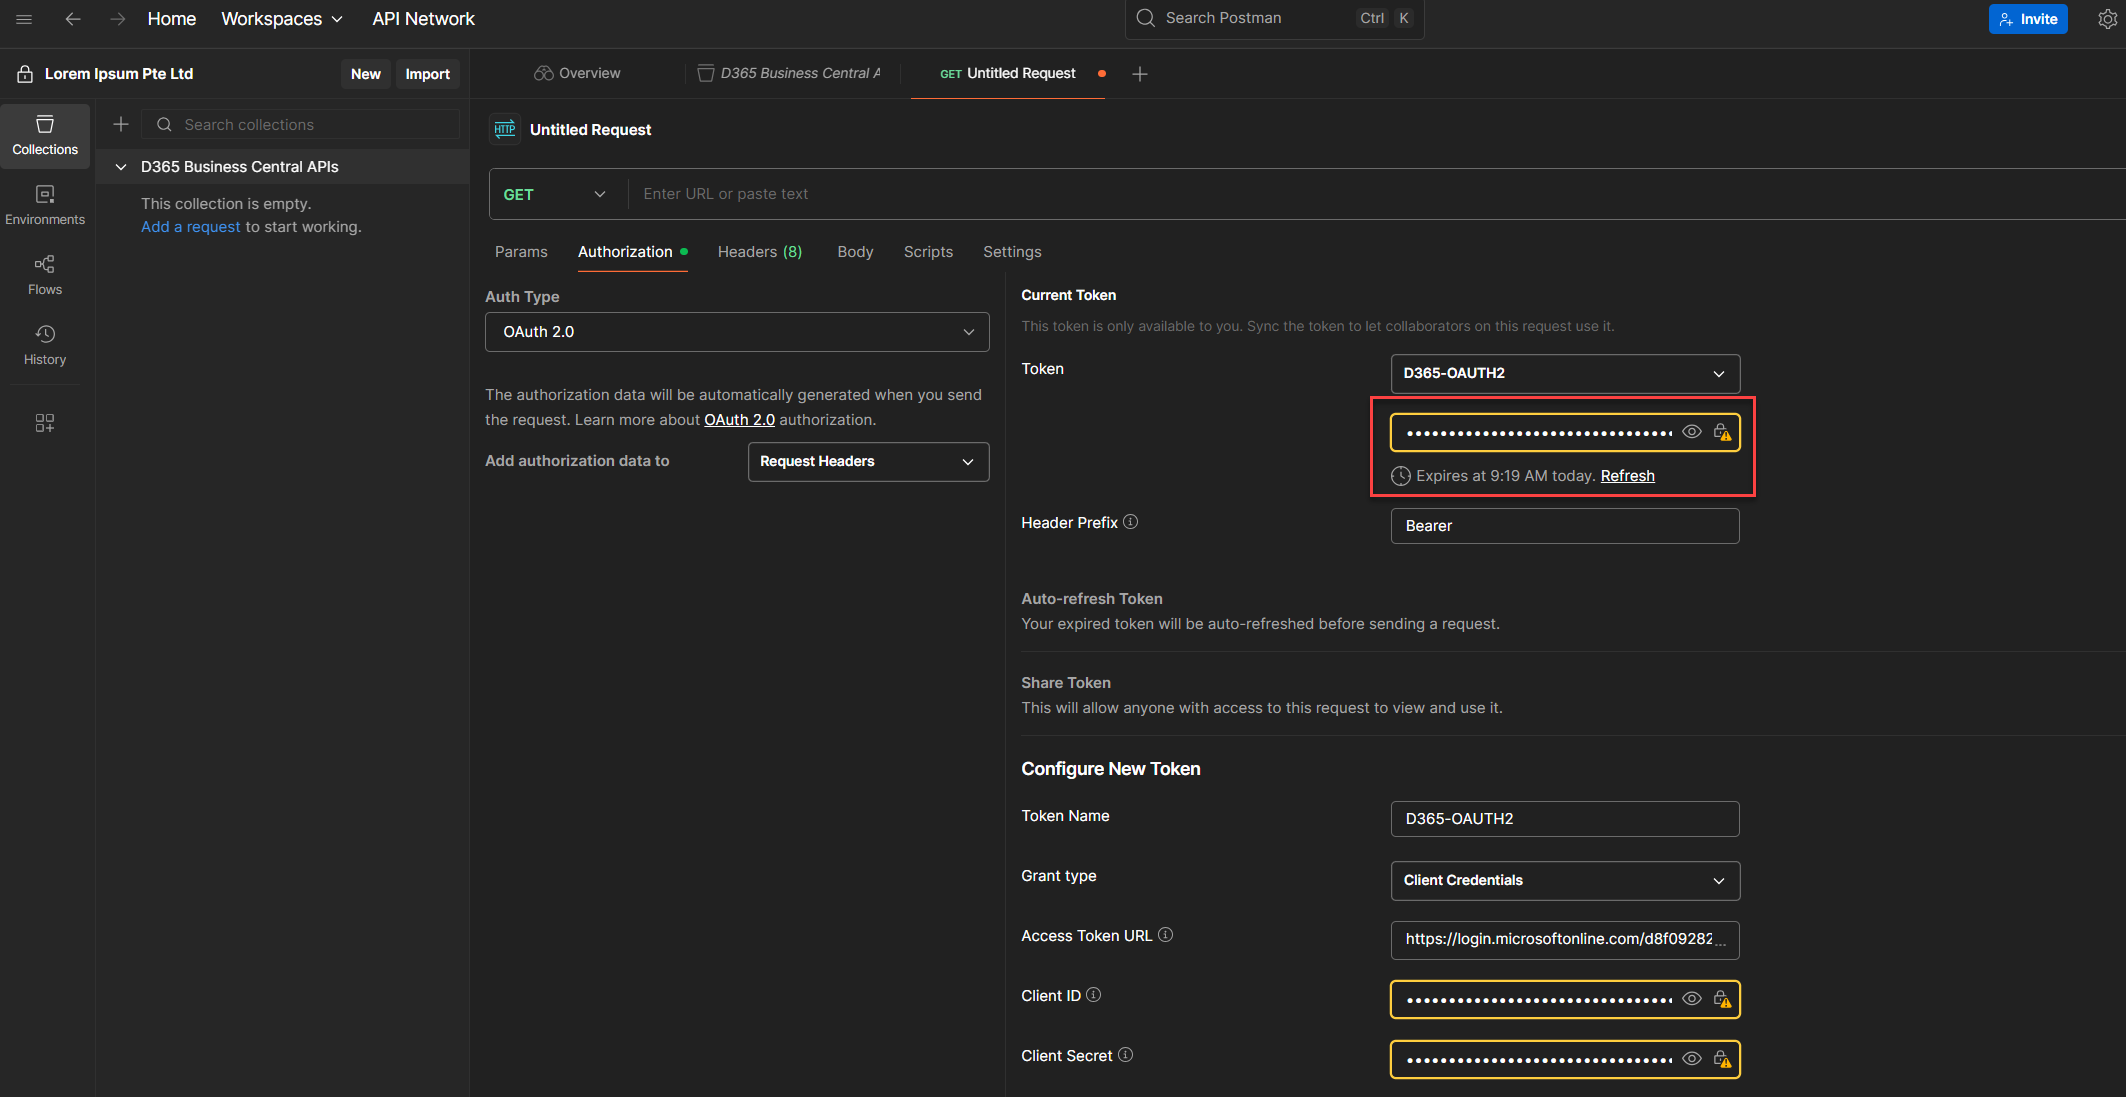 Home Workspaces API Network
Search Postman Ctrl K
Invite
Lorem Ipsum Pte Ltd New Import
Overview D365 Business Central A GET Untitled Request
Collections
Search collections
D365 Business Central APIs
This collection is empty.
Add a request to start working.
Environments
Flows
History
HTTP Untitled Request
GET Enter URL or paste text
Params Authorization Headers (8) Body Scripts Settings
Auth Type
OAuth 2.0
The authorization data will be automatically generated when you send
the request. Learn more about OAuth 2.0 authorization.
Add authorization data to Request Headers
Current Token
This token is only available to you. Sync the token to let collaborators on this request use it.
Token D365-OAUTH2
Expires at 9:19 AM today. Refresh
Header Prefix Bearer
Auto-refresh Token
Your expired token will be auto-refreshed before sending a request.
Share Token
This will allow anyone with access to this request to view and use it.
Configure New Token
Token Name D365-OAUTH2
Grant type Client Credentials
Access Token URL https://login.microsoftonline.com/d8f09282...
Client ID
Client Secret